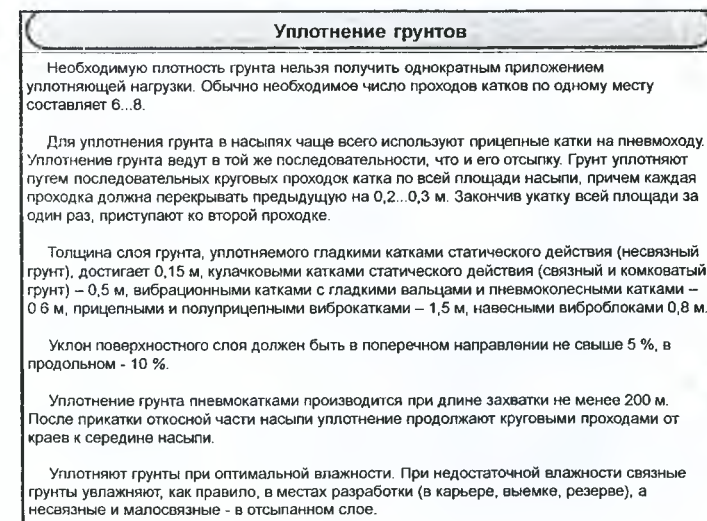 Уплотнение грунтов
Необходимую плотность грунта нельзя получить однократным приложением
уплотняющей нагрузки. Обычно необходимое число проходов катков по одному месту
составляет 6...8.
Для уплотнения грунта в насыпях чаще всего используют прицепные катки на пневмоходу.
Уплотнение грунта ведут в той же последовательности, что и его отсыпку. Грунт уплотняют
путем последовательных круговых проходок катка по всей площади насыпи, причем каждая
проходка должна перекрывать предыдущую на 0,2...0,3 м. Закончив укатку всей площади за
один раз, приступают ко второй проходке.
Толщина слоя грунта, уплотняемого гладкими катками статического действия (несвязный
грунт), достигает 0,15 м, кулачковыми катками статического действия (связный и комковатый
грунт) – 0,5 м, вибрационными катками с гладкими вальцами и пневмоколесными катками –
0 6 м, прицепными и полуприцепными виброкатками – 1,5 м, навесными виброблоками 0,8 м.
Уклон поверхностного слоя должен быть в поперечном направлении не свыше 5 %, в
продольном - 10 %.
Уплотнение грунта пневмокатками производится при длине захватки не менее 200 м.
После прикатки откосной части насыпи уплотнение продолжают круговыми проходами от
краев к середине насыпи.
Уплотняют грунты при оптимальной влажности. При недостаточной влажности связные
грунты увлажняют, как правило, в местах разработки (в карьере, выемке, резерве), а
несвязные и малосвязные - в отсыпанном слое.